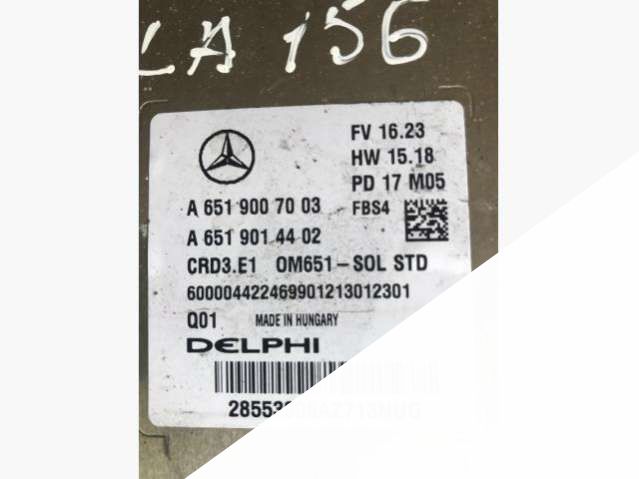 LA 156
FV 16.23
HW 15.18
PD 17 M05
A 651 900 70 03 FBS4
A 651 901 44 02
CRD3.E1 OM651-SOL STD
600004422469901213012301
Q01 MADE IN HUNGARY
DELPHI